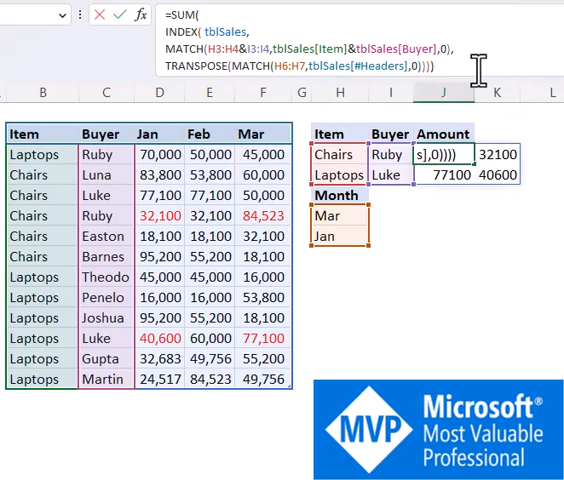 fx
=SUM(
INDEX( tblSales,
MATCH(H3:H4&I3:I4,tblSales[Item]&tblSales[Buyer],0),
TRANSPOSE(MATCH(H6:H7,tblSales[#Headers],0))))
B C D E F G H I J K L
Item Buyer Jan Feb Mar
Laptops Ruby 70,000 50,000 45,000
Chairs Luna 83,800 53,800 60,000
Chairs Luke 77,100 77,100 50,000
Chairs Ruby 32,100 32,100 84,523
Chairs Easton 18,100 18,100 32,100
Chairs Barnes 95,200 55,200 18,100
Laptops Theodo 45,000 45,000 16,000
Laptops Penelo 16,000 16,000 53,800
Laptops Joshua 95,200 55,200 18,100
Laptops Luke 40,600 60,000 77,100
Laptops Gupta 32,683 49,756 55,200
Laptops Martin 24,517 84,523 49,756
Item Buyer Amount
Chairs Ruby s],0)))) 32100
Laptops Luke 77100 40600
Month
Mar
Jan
MVP
Microsoft®
Most Valuable
Professional